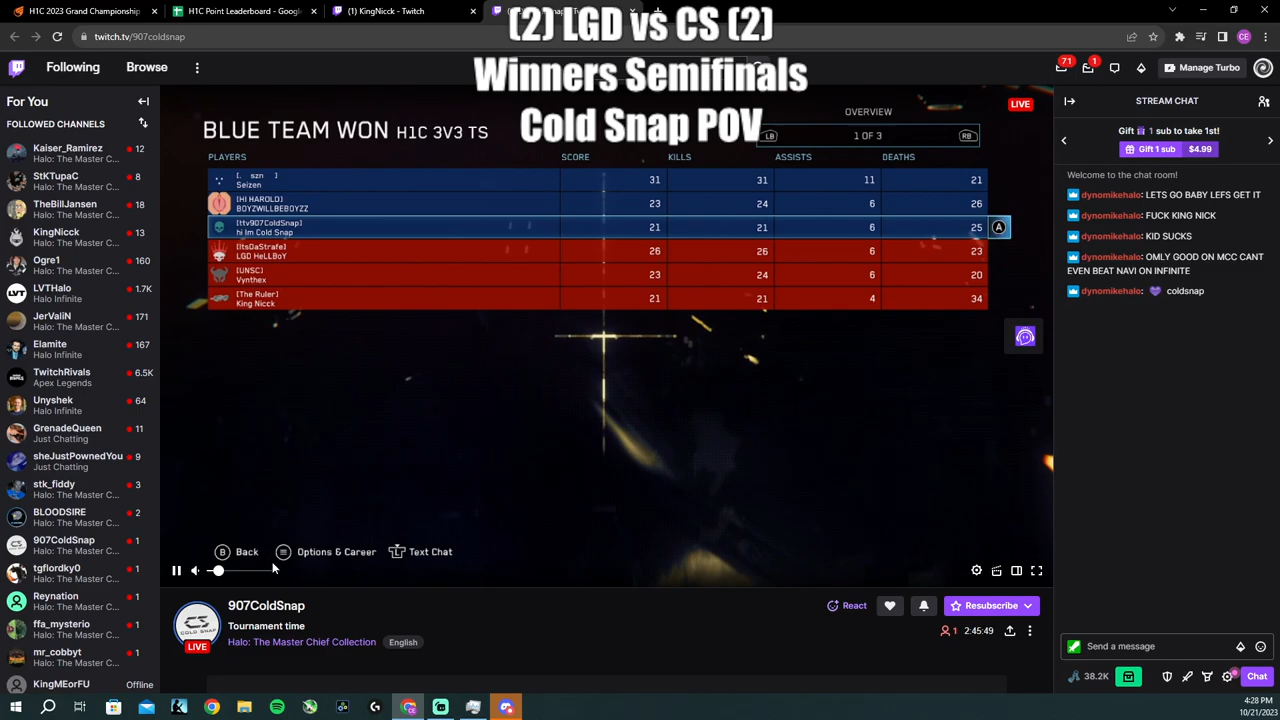 H1C 2023 Grand Championship
H1C Point Leaderboard - Google
(1) KingNicck - Twitch
twitch.tv/907coldsnap
(2) LGD vs CS (2)
Winners Semifinals
Cold Snap POV
Following
Browse
71
1
Manage Turbo
CE
For You
FOLLOWED CHANNELS
Kaiser_Ramirez
Halo: The Master C...
12
StKTupaC
Halo: The Master C...
8
TheBillJansen
Halo: The Master C...
18
KingNicck
Halo: The Master C...
13
Ogre1
Halo: The Master C...
160
LVTHalo
Halo Infinite
1.7K
JerValiN
Halo: The Master C...
171
Elamite
Halo Infinite
167
TwitchRivals
Apex Legends
6.5K
Unyshek
Halo Infinite
64
GrenadeQueen
Just Chatting
11
sheJustPownedYou
Just Chatting
9
stk_fiddy
Halo: The Master C...
3
BLOODSIRE
Halo: The Master C...
2
907ColdSnap
Halo: The Master C...
1
tgflordky0
Halo: The Master C...
1
Reynation
Halo: The Master C...
1
ffa_mysterio
Halo: The Master C...
1
mr_cobbyt
Halo: The Master C...
1
KingMEorFU
Offline
BLUE TEAM WON H1C 3V3 TS
OVERVIEW
LB 1 OF 3 RB
LIVE
PLAYERS SCORE KILLS ASSISTS DEATHS
[. szn ]
Seizen
31 31 11 21
[HI HAROLD]
BOYZWILLBEBOYZZ
23 24 6 26
[ttv907ColdSnap]
hi Im Cold Snap
21 21 6 25 A
[ItsDaStrafe]
LGD HeLLBoY
26 26 6 23
[UNSC]
Vynthex
23 24 6 20
[The Ruler]
King Nicck
21 21 4 34
B Back Options & Career Text Chat
907ColdSnap
Tournament time
Halo: The Master Chief Collection English
COLD SNAP
LIVE
React
Resubscribe
1 2:45:49
STREAM CHAT
Gift 1 sub to take 1st!
Gift 1 sub $4.99
Welcome to the chat room!
dynomikehalo: LETS GO BABY LEFS GET IT
dynomikehalo: FUCK KING NICK
dynomikehalo: KID SUCKS
dynomikehalo: OMLY GOOD ON MCC CANT
EVEN BEAT NAVI ON INFINITE
dynomikehalo: coldsnap
Send a message
38.2K
Chat
4:28 PM
10/21/2023